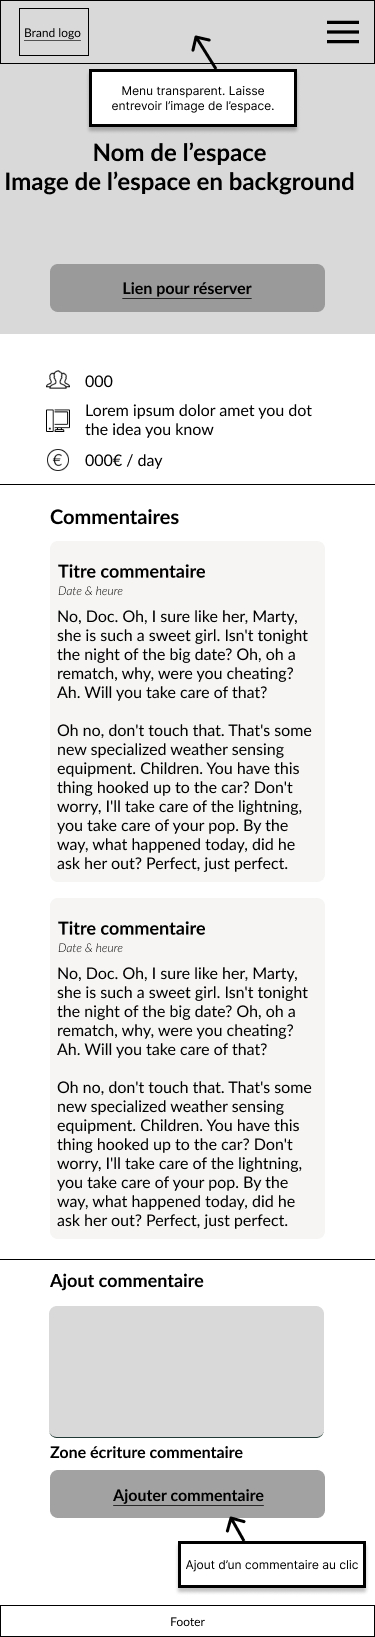 Brand logo
Menu transparent. Laisse
entrevoir l'image de l'espace.
Nom de l'espace
Image de l'espace en background
Lien pour réserver
000
Lorem ipsum dolor amet you dot
the idea you know
€ 000€ / day
Commentaires
Titre commentaire
Date & heure
No, Doc. Oh, I sure like her, Marty,
she is such a sweet girl. Isn't tonight
the night of the big date? Oh, oh a
rematch, why, were you cheating?
Ah. Will you take care of that?
Oh no, don't touch that. That's some
new specialized weather sensing
equipment. Children. You have this
thing hooked up to the car? Don't
worry, I'll take care of the lightning,
you take care of your pop. By the
way, what happened today, did he
ask her out? Perfect, just perfect.
Titre commentaire
Date & heure
No, Doc. Oh, I sure like her, Marty,
she is such a sweet girl. Isn't tonight
the night of the big date? Oh, oh a
rematch, why, were you cheating?
Ah. Will you take care of that?
Oh no, don't touch that. That's some
new specialized weather sensing
equipment. Children. You have this
thing hooked up to the car? Don't
worry, I'll take care of the lightning,
you take care of your pop. By the
way, what happened today, did he
ask her out? Perfect, just perfect.
Ajout commentaire
Zone écriture commentaire
Ajouter commentaire
Ajout d'un commentaire au clic
Footer